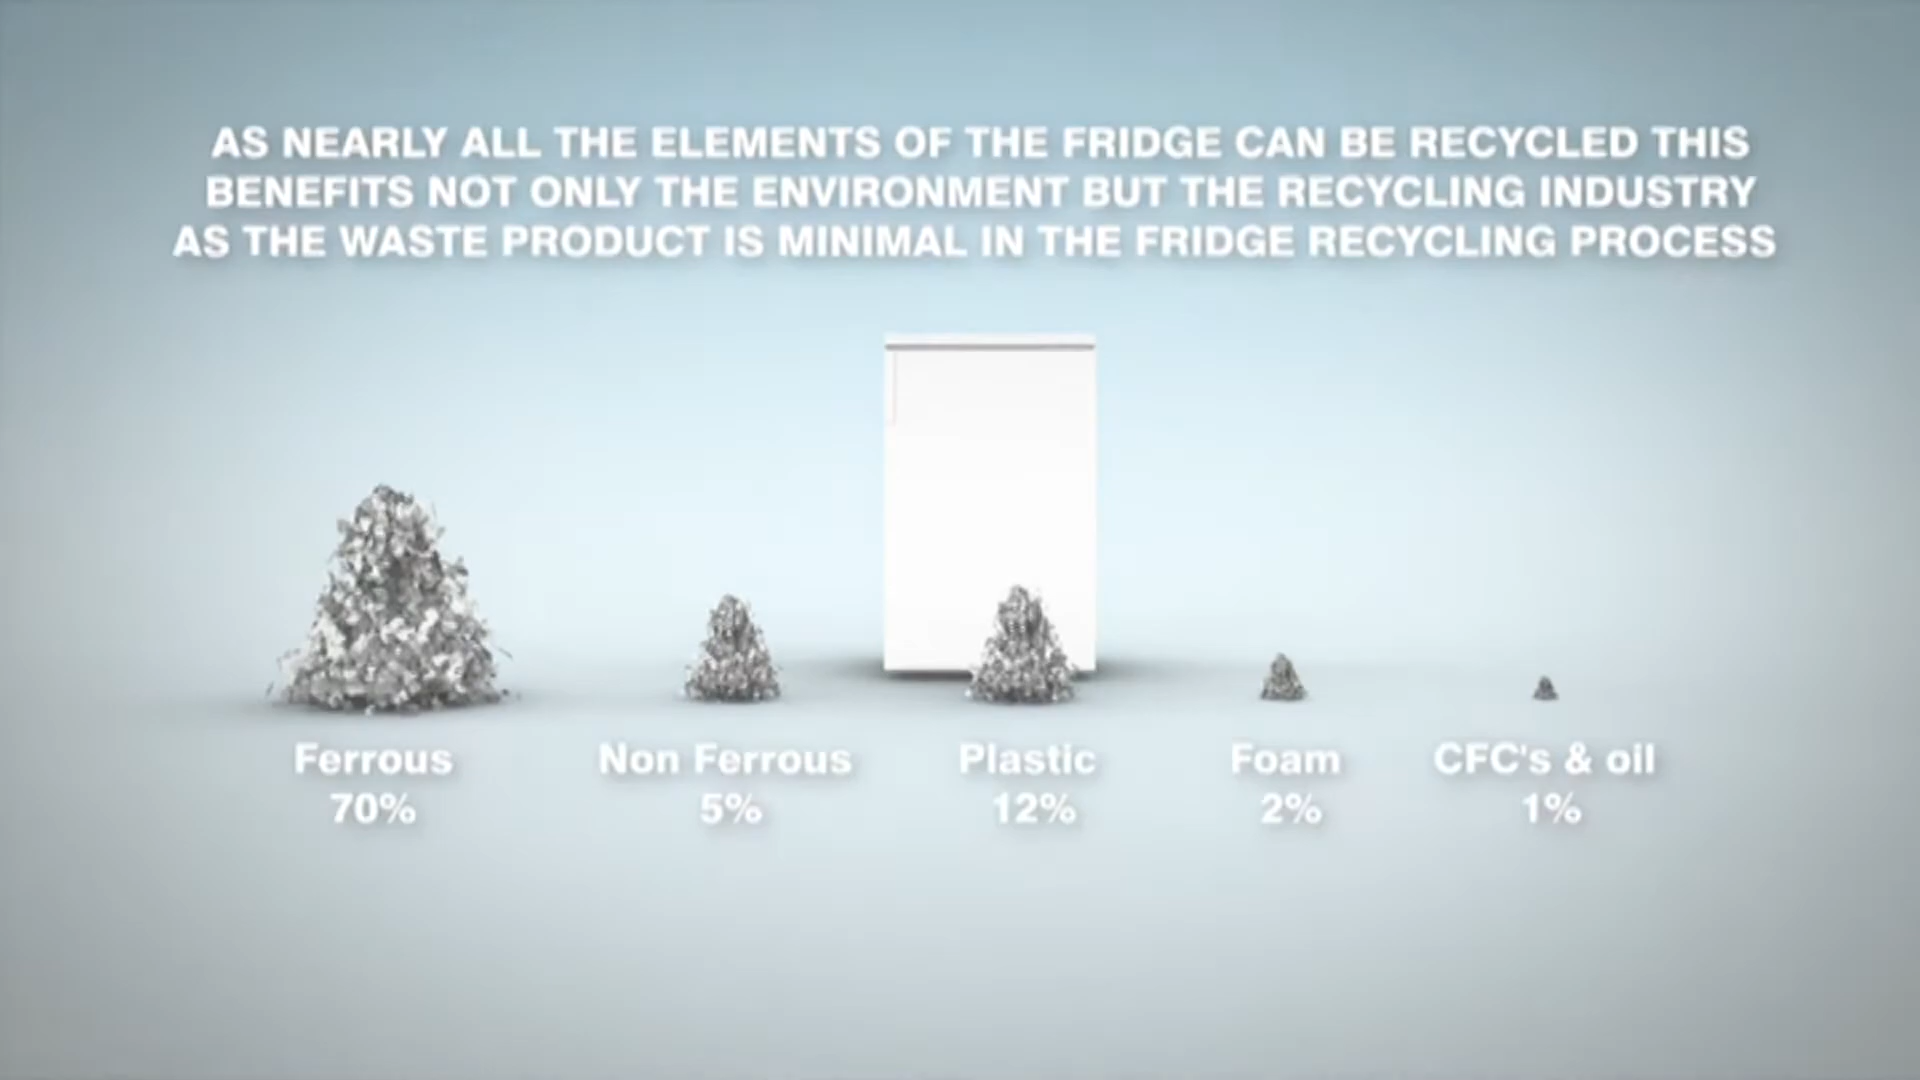 AS NEARLY ALL THE ELEMENTS OF THE FRIDGE CAN BE RECYCLED THIS
BENEFITS NOT ONLY THE ENVIRONMENT BUT THE RECYCLING INDUSTRY
AS THE WASTE PRODUCT IS MINIMAL IN THE FRIDGE RECYCLING PROCESS
Ferrous
70%
Non Ferrous
5%
Plastic
12%
Foam
2%
CFC's & oil
1%